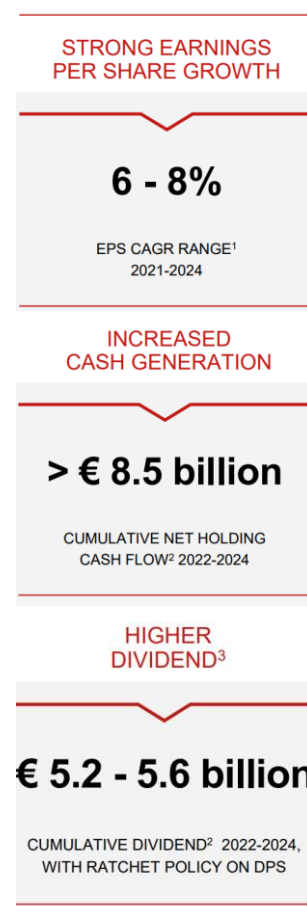 STRONG EARNINGS
PER SHARE GROWTH
6 - 8%
EPS CAGR RANGE¹
2021-2024
INCREASED
CASH GENERATION
> € 8.5 billion
CUMULATIVE NET HOLDING
CASH FLOW² 2022-2024
HIGHER
DIVIDEND³
€ 5.2 - 5.6 billion
CUMULATIVE DIVIDEND² 2022-2024,
WITH RATCHET POLICY ON DPS